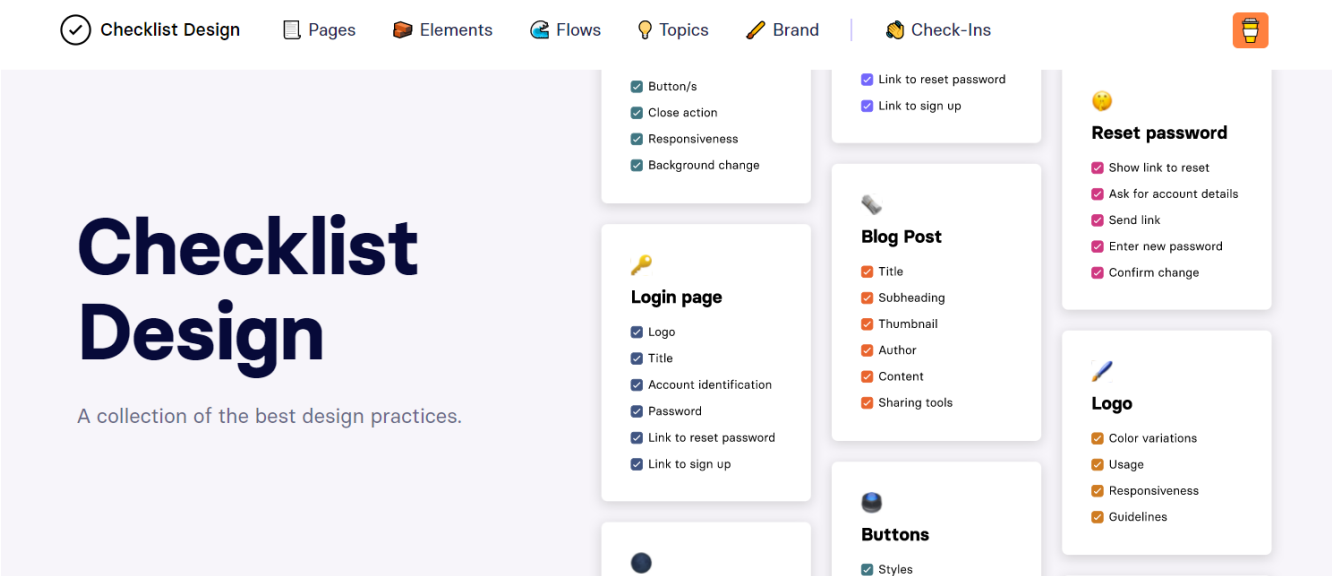 Checklist Design
Pages
Elements
Flows
Topics
Brand
Check-Ins
Checklist
Design
A collection of the best design practices.
Button/s
Close action
Responsiveness
Background change
Login page
Logo
Title
Account identification
Password
Link to reset password
Link to sign up
Link to reset password
Link to sign up
Blog Post
Title
Subheading
Thumbnail
Author
Content
Sharing tools
Buttons
Styles
Reset password
Show link to reset
Ask for account details
Send link
Enter new password
Confirm change
Logo
Color variations
Usage
Responsiveness
Guidelines